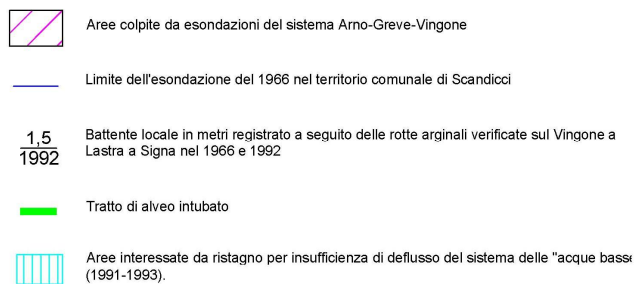 Aree colpite da esondazioni del sistema Arno-Greve-Vingone
Limite dell'esondazione del 1966 nel territorio comunale di Scandicci
1,5
1992
Battente locale in metri registrato a seguito delle rotte arginali verificate sul Vingone a
Lastra a Signa nel 1966 e 1992
Tratto di alveo intubato
Aree interessate da ristagno per insufficienza di deflusso del sistema delle "acque basse
(1991-1993).